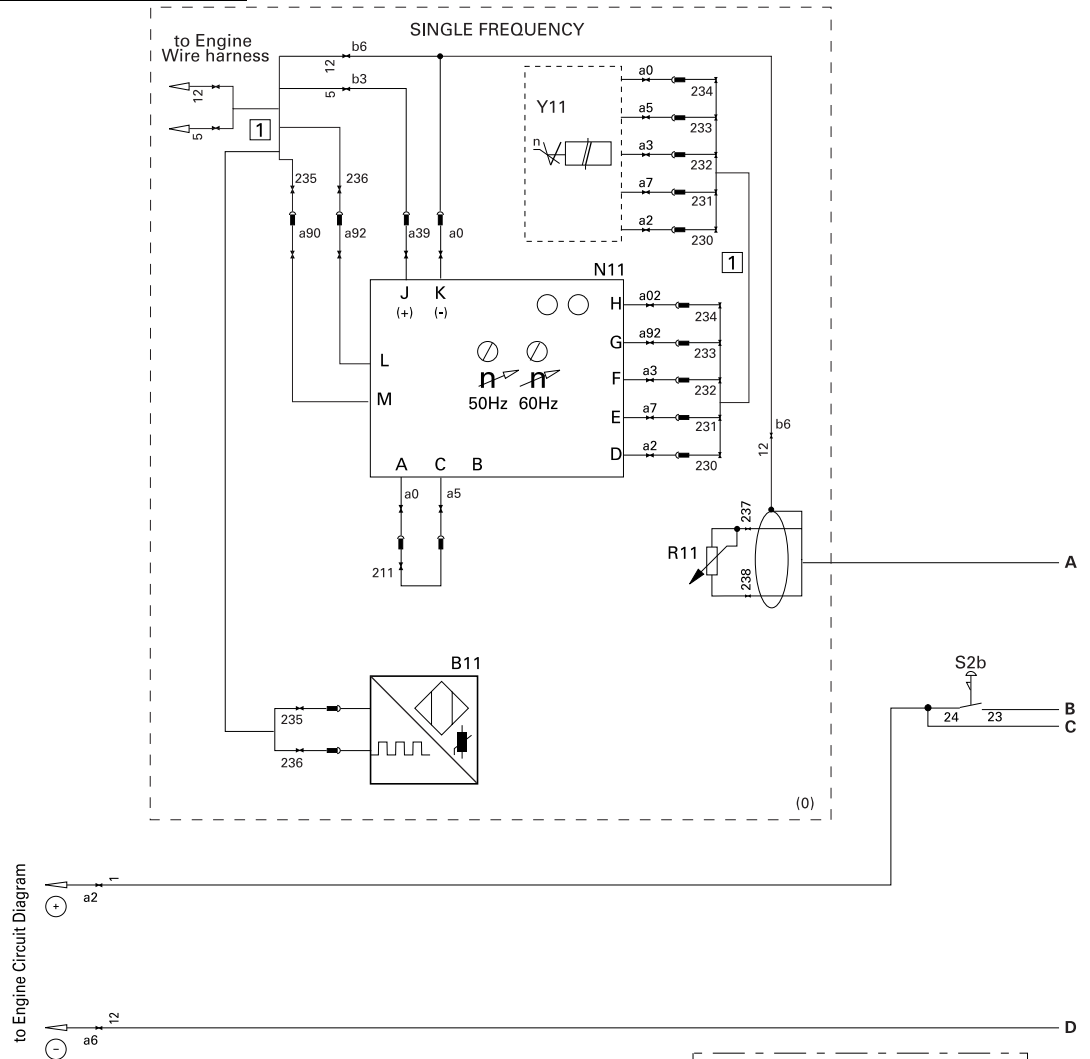 SINGLE FREQUENCY
to Engine
Wire harness
b6
12
b3
5
12
5
1
235
236
a90
a92
a39
a0
Y11
n
a0
234
a5
233
a3
232
a7
231
a2
230
1
N11
J
K
(+)
(-)
L
M
n
n
50Hz
60Hz
H
a02
234
G
a92
233
F
a3
232
E
a7
231
D
a2
230
A
C
B
a0
a5
211
b6
12
237
R11
238
A
B11
235
236
(0)
S2b
24
23
B
C
to Engine Circuit Diagram
+
a2
1
-
a6
12
D